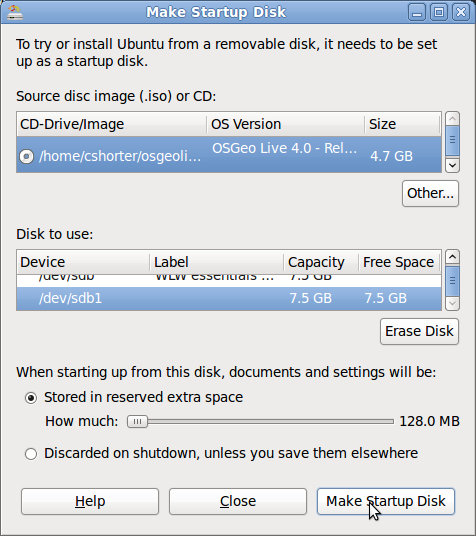 Make Startup Disk
To try or install Ubuntu from a removable disk, it needs to be set
up as a startup disk.
Source disc image (.iso) or CD:
CD-Drive/Image OS Version Size
/home/cshorter/osgeoli... OSGeo Live 4.0 - Rel... 4.7 GB
Other...
Disk to use:
Device Label Capacity Free Space
/dev/sdb WLW essentials ... 7.5 GB
/dev/sdb1 7.5 GB 7.5 GB
Erase Disk
When starting up from this disk, documents and settings will be:
Stored in reserved extra space
How much: 128.0 MB
Discarded on shutdown, unless you save them elsewhere
Help Close Make Startup Disk